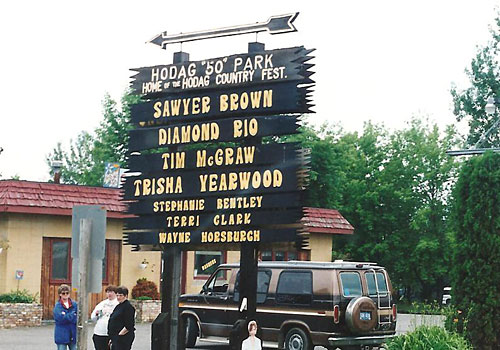 HODAG "50" PARK
HOME OF THE HODAG COUNTRY FEST.
SAWYER BROWN
DIAMOND RIO
TIM McGRAW
TRISHA YEARWOOD
STEPHANIE BENTLEY
TERRI CLARK
WAYNE HORSBURGH